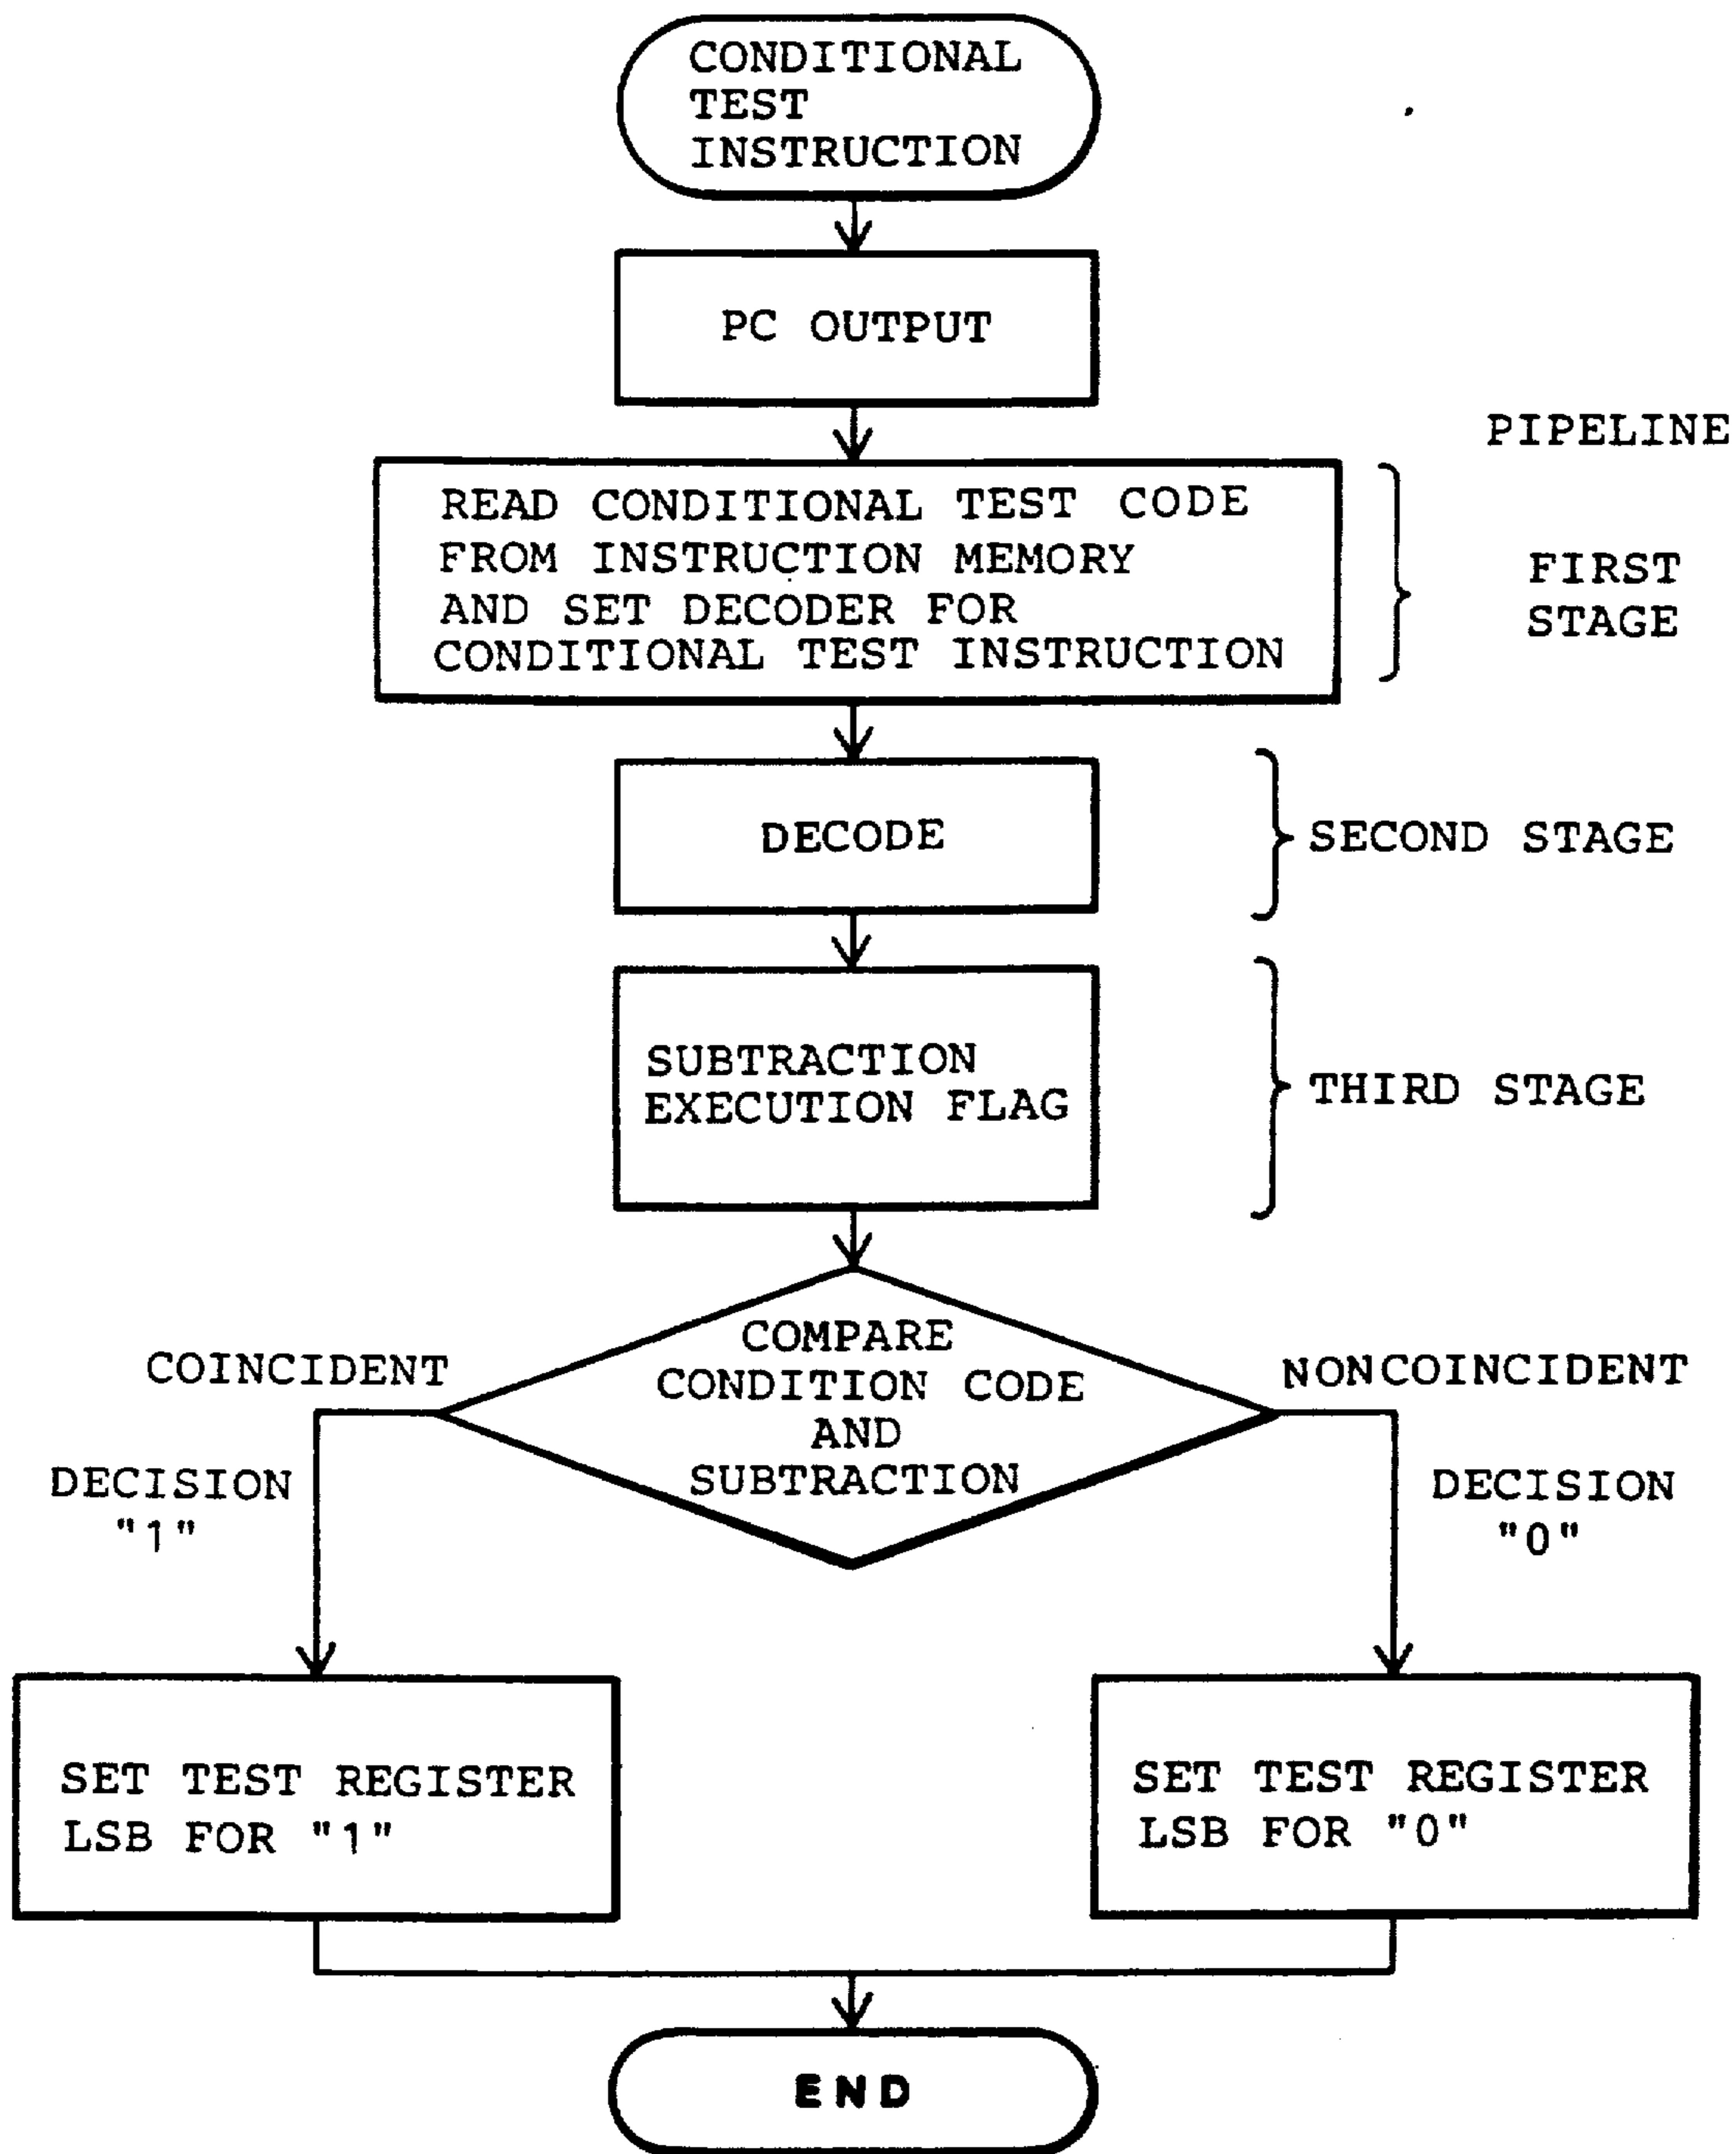 CONDITIONAL
TEST
INSTRUCTION
PC OUTPUT
PIPELINE
READ CONDITIONAL TEST CODE
FROM INSTRUCTION MEMORY
AND SET DECODER FOR
CONDITIONAL TEST INSTRUCTION
FIRST
STAGE
DECODE
SECOND STAGE
SUBTRACTION
EXECUTION FLAG
THIRD STAGE
COMPARE
CONDITION CODE
AND
SUBTRACTION
COINCIDENT
DECISION
"1"
NONCOINCIDENT
DECISION
"0"
SET TEST REGISTER
LSB FOR "1"
SET TEST REGISTER
LSB FOR "0"
END